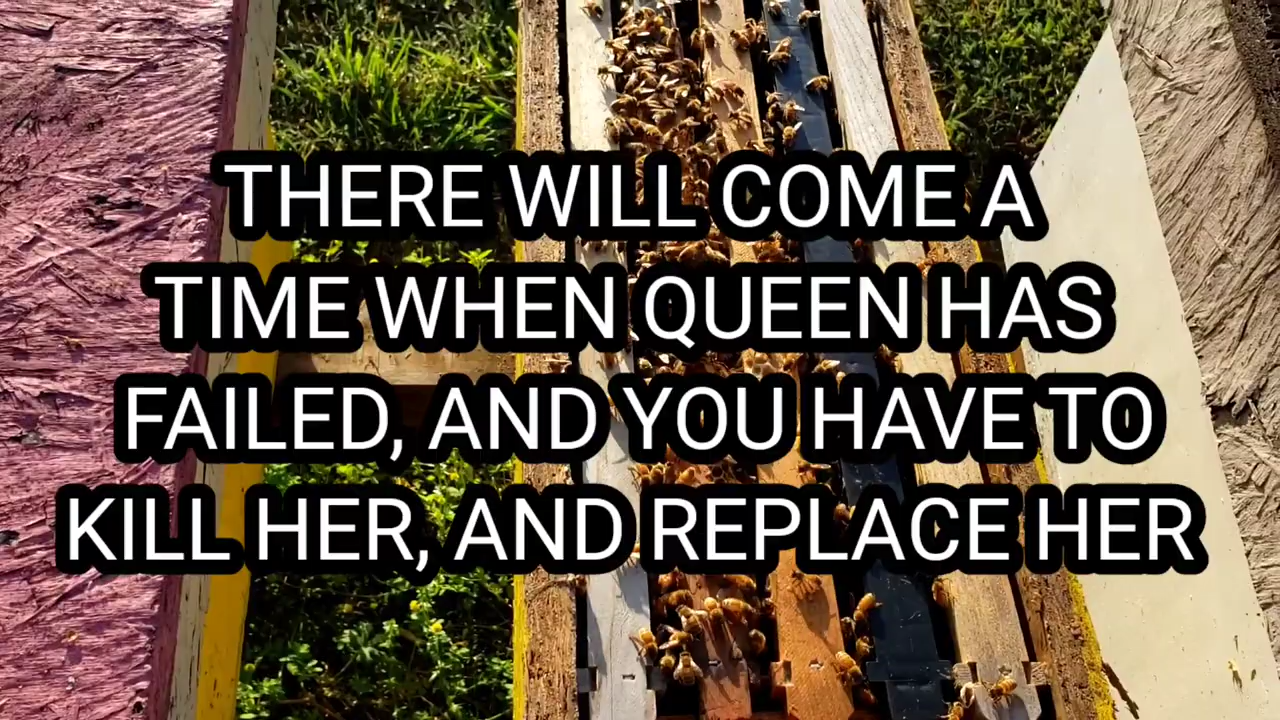 THERE WILL COME A
TIME WHEN QUEEN HAS
FAILED, AND YOU HAVE TO
KILL HER, AND REPLACE HER